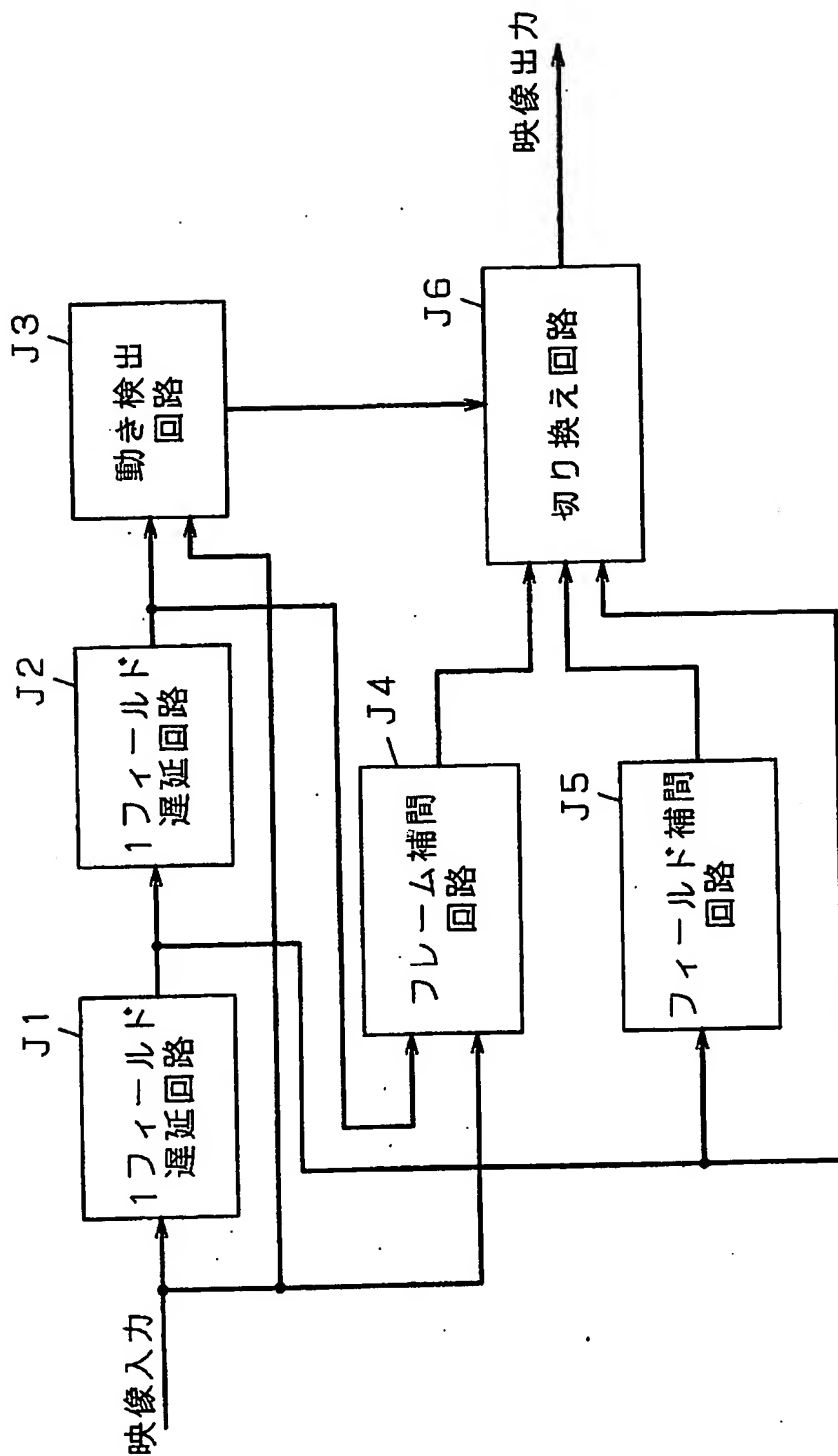 映像入力
J1
1フィールド
遅延回路
J2
1フィールド
遅延回路
J3
動き検出
回路
J4
フレーム補間
回路
J5
フィールド補間
回路
J6
切り換え回路
映像出力